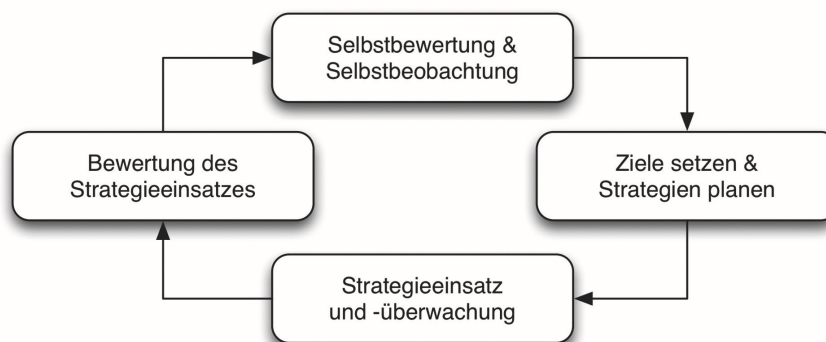 Selbstbewertung &
Selbstbeobachtung
Bewertung des
Strategieeinsatzes
Ziele setzen &
Strategien planen
Strategieeinsatz
und -überwachung